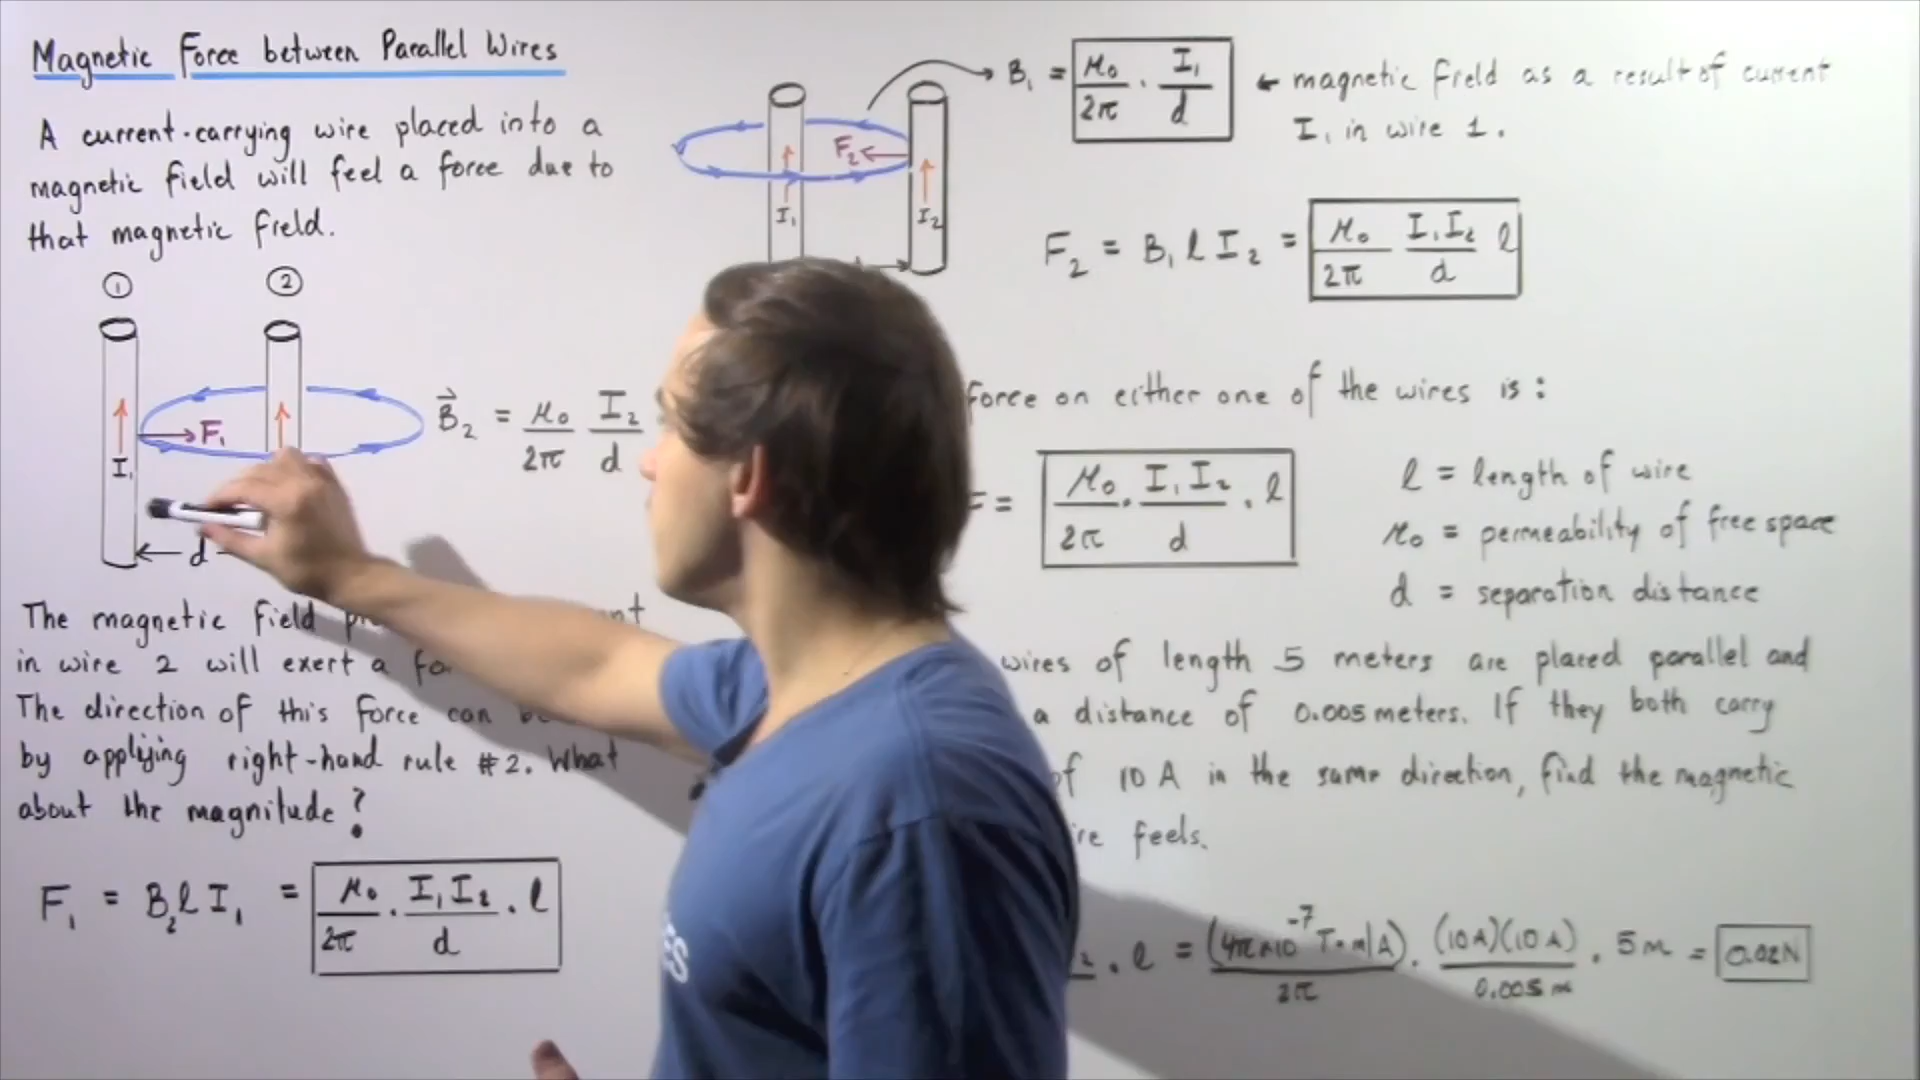 Magnetic Force between Parallel Wires
A current-carrying wire placed into a
magnetic field will feel a force due to
that magnetic field.
① ②
F₁
I₁
d
B⃗₂ = μ₀/2π I₂/d
The magnetic field
in wire 2 will exert a
The direction of this force can
by applying right-hand rule #2. What
about the magnitude?
F₁ = B₂ l I₁ = μ₀/2π · I₁I₂/d · l
F₂
I₁ I₂
B₁ = μ₀/2π · I₁/d ← magnetic field as a result of current
I₁ in wire 1.
F₂ = B₁ l I₂ = μ₀/2π I₁I₂/d l
force on either one of the wires is:
= μ₀/2π · I₁I₂/d · l
l = length of wire
μ₀ = permeability of free space
d = separation distance
wires of length 5 meters are placed parallel and
a distance of 0.005 meters. If they both carry
of 10 A in the same direction, find the magnetic
feels.
· l = (4π×10⁻⁷ T·m/A)/2π · (10A)(10A)/0.005m · 5m = 0.02N
ES